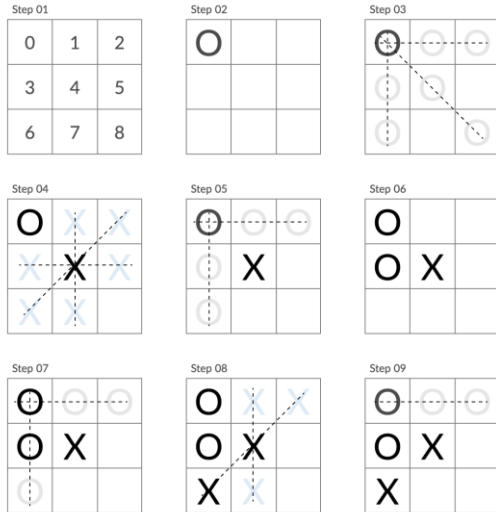 Step 01
Step 02
Step 03
0 1 2
O
O O O
3 4 5
O O
6 7 8
O O
Step 04
Step 05
Step 06
O X X
O O O
O
X X X
O X
O X
X X
O
Step 07
Step 08
Step 09
O O O
O X X
O O O
O X
O X
O X
O
X X
X